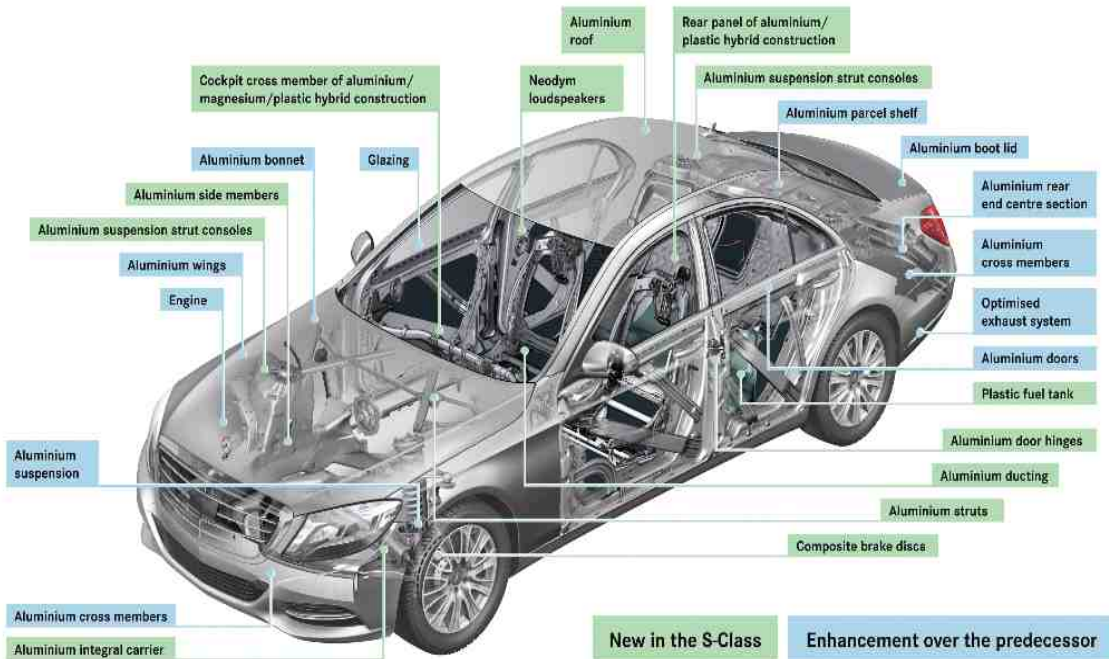 Aluminium
roof
Rear panel of aluminium/
plastic hybrid construction
Cockpit cross member of aluminium/
magnesium/plastic hybrid construction
Neodym
loudspeakers
Aluminium suspension strut consoles
Aluminium parcel shelf
Aluminium bonnet
Glazing
Aluminium boot lid
Aluminium side members
Aluminium rear
end centre section
Aluminium suspension strut consoles
Aluminium
cross members
Aluminium wings
Engine
Optimised
exhaust system
Aluminium doors
Plastic fuel tank
Aluminium door hinges
Aluminium
suspension
Aluminium ducting
Aluminium struts
Composite brake discs
Aluminium cross members
Aluminium integral carrier
New in the S-Class
Enhancement over the predecessor